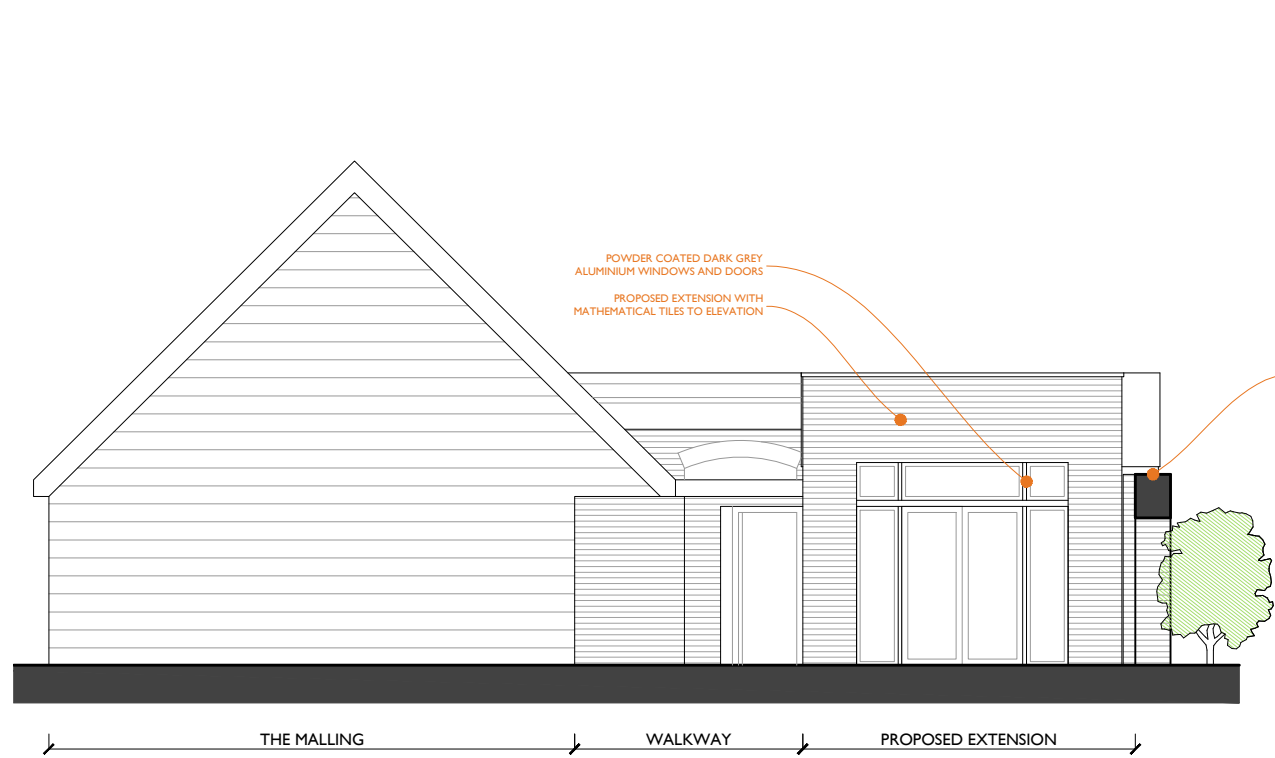 POWDER COATED DARK GREY
ALUMINIUM WINDOWS AND DOORS
PROPOSED EXTENSION WITH
MATHEMATICAL TILES TO ELEVATION
THE MALLING
WALKWAY
PROPOSED EXTENSION